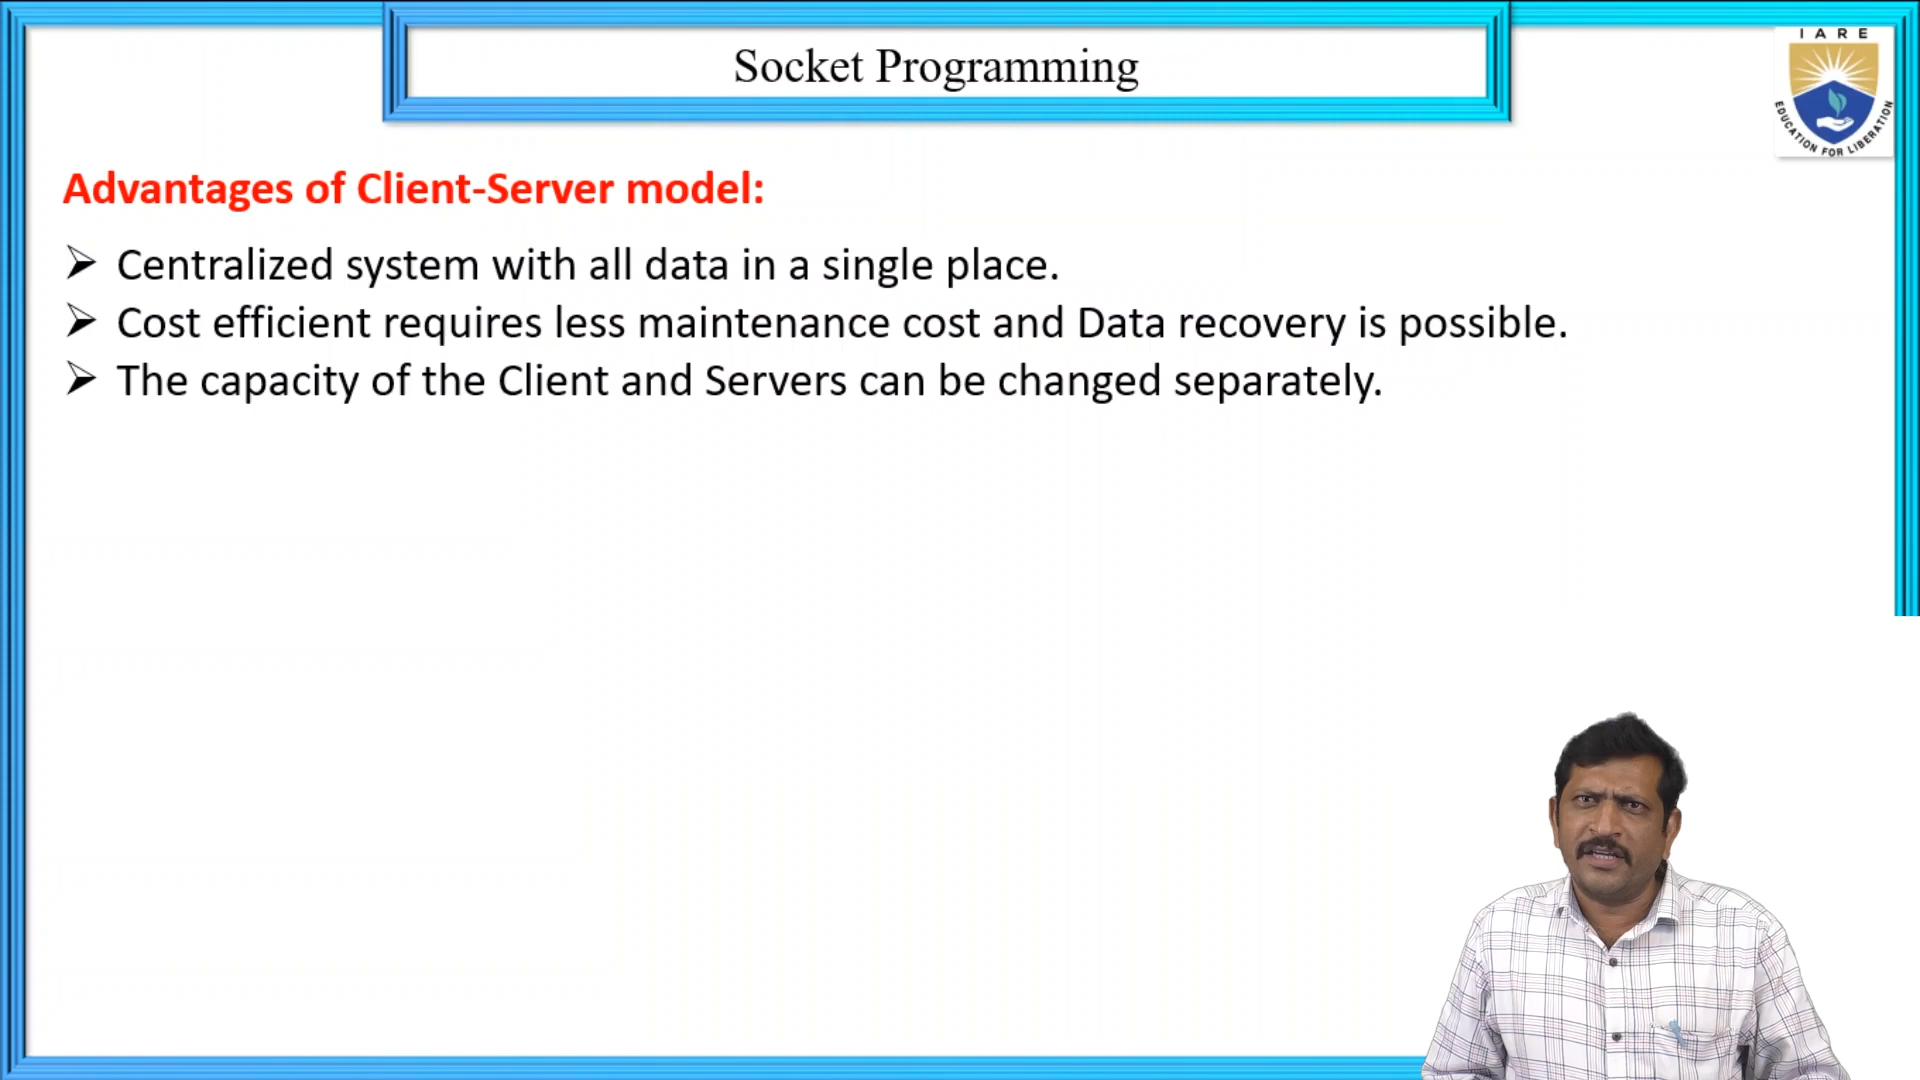 Socket Programming
IARE
EDUCATION FOR LIBERATION
Advantages of Client-Server model:
➢ Centralized system with all data in a single place.
➢ Cost efficient requires less maintenance cost and Data recovery is possible.
➢ The capacity of the Client and Servers can be changed separately.